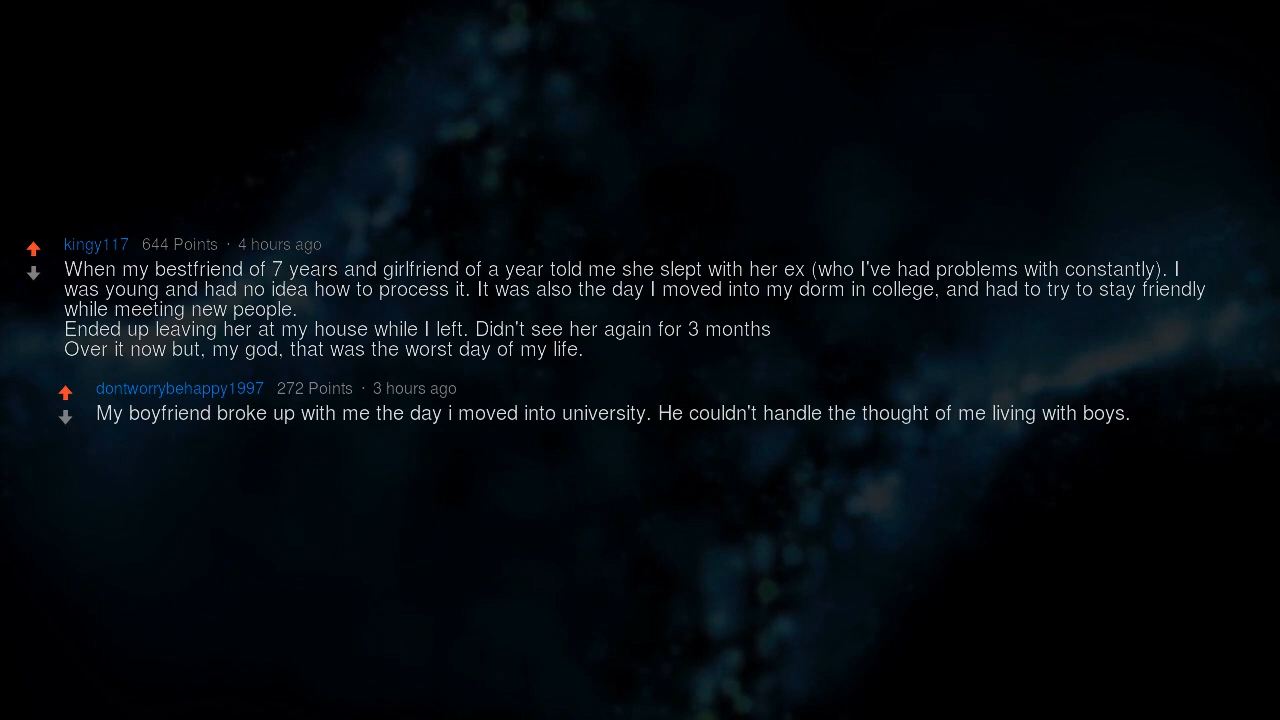 kingy117 644 Points · 4 hours ago
When my bestfriend of 7 years and girlfriend of a year told me she slept with her ex (who I've had problems with constantly). I
was young and had no idea how to process it. It was also the day I moved into my dorm in college, and had to try to stay friendly
while meeting new people.
Ended up leaving her at my house while I left. Didn't see her again for 3 months
Over it now but, my god, that was the worst day of my life.
dontworrybehappy1997 272 Points · 3 hours ago
My boyfriend broke up with me the day i moved into university. He couldn't handle the thought of me living with boys.